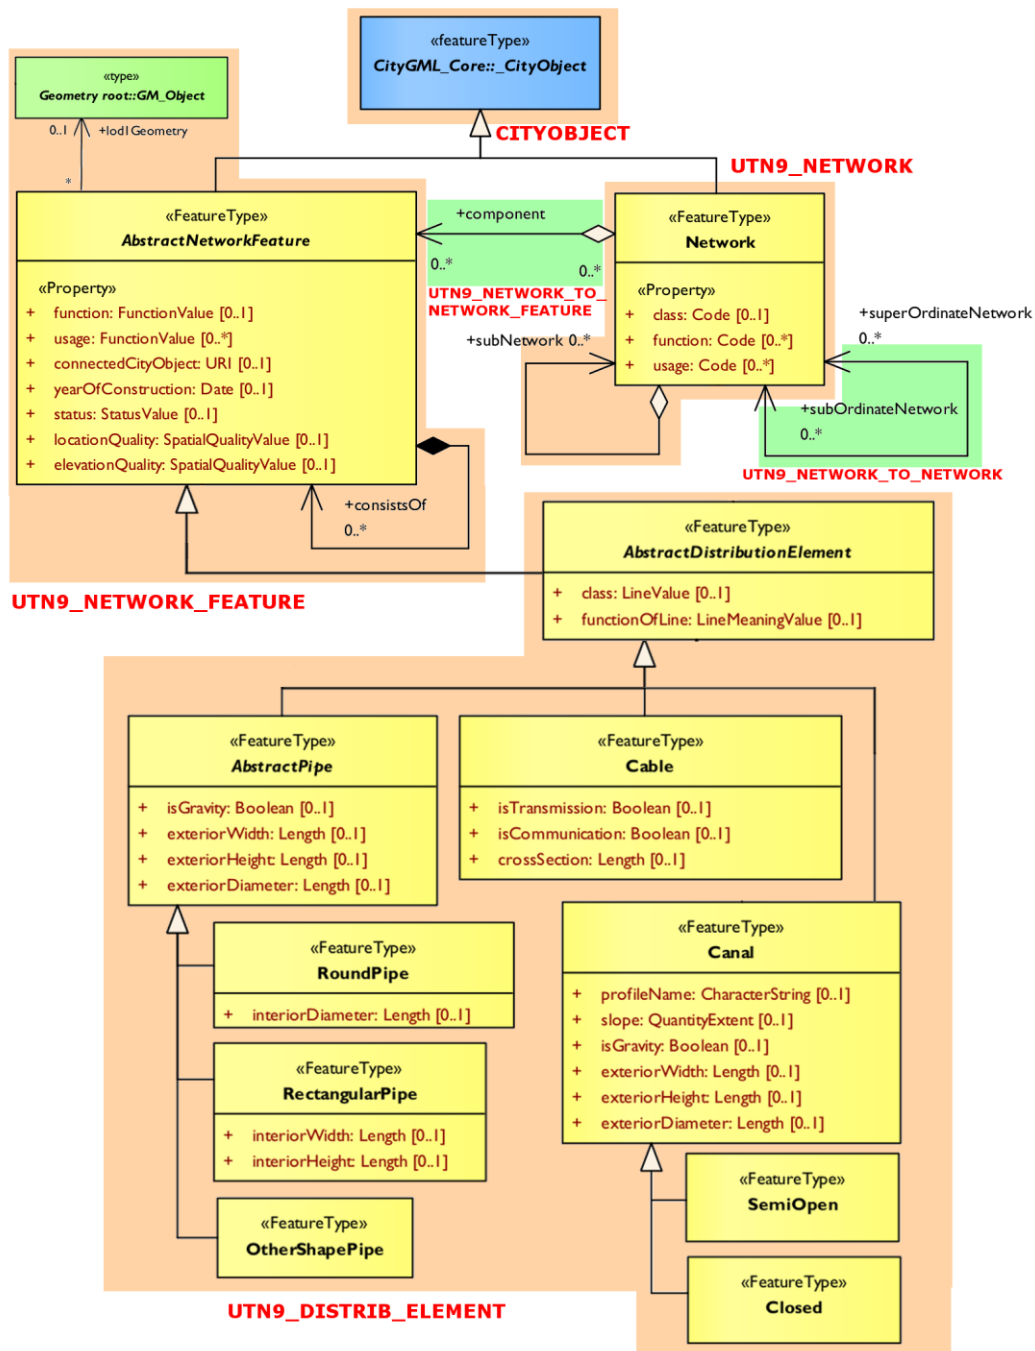 «featureType»
CityGML_Core::_CityObject
«type»
Geometry root::GM_Object
0..1
+lod1Geometry
*
CITYOBJECT
UTN9_NETWORK
«FeatureType»
AbstractNetworkFeature
«Property»
+ function: FunctionValue [0..1]
+ usage: FunctionValue [0..*]
+ connectedCityObject: URI [0..1]
+ yearOfConstruction: Date [0..1]
+ status: StatusValue [0..1]
+ locationQuality: SpatialQualityValue [0..1]
+ elevationQuality: SpatialQualityValue [0..1]
+component
0..*
0..*
UTN9_NETWORK_TO_
NETWORK_FEATURE
«FeatureType»
Network
«Property»
+ class: Code [0..1]
+ function: Code [0..*]
+ usage: Code [0..*]
+subNetwork 0..*
+superOrdinateNetwork
0..*
+subOrdinateNetwork
0..*
UTN9_NETWORK_TO_NETWORK
+consistsOf
0..*
UTN9_NETWORK_FEATURE
«FeatureType»
AbstractDistributionElement
+ class: LineValue [0..1]
+ functionOfLine: LineMeaningValue [0..1]
«FeatureType»
AbstractPipe
+ isGravity: Boolean [0..1]
+ exteriorWidth: Length [0..1]
+ exteriorHeight: Length [0..1]
+ exteriorDiameter: Length [0..1]
«FeatureType»
Cable
+ isTransmission: Boolean [0..1]
+ isCommunication: Boolean [0..1]
+ crossSection: Length [0..1]
«FeatureType»
RoundPipe
+ interiorDiameter: Length [0..1]
«FeatureType»
RectangularPipe
+ interiorWidth: Length [0..1]
+ interiorHeight: Length [0..1]
«FeatureType»
OtherShapePipe
«FeatureType»
Canal
+ profileName: CharacterString [0..1]
+ slope: QuantityExtent [0..1]
+ isGravity: Boolean [0..1]
+ exteriorWidth: Length [0..1]
+ exteriorHeight: Length [0..1]
+ exteriorDiameter: Length [0..1]
«FeatureType»
SemiOpen
«FeatureType»
Closed
UTN9_DISTRIB_ELEMENT